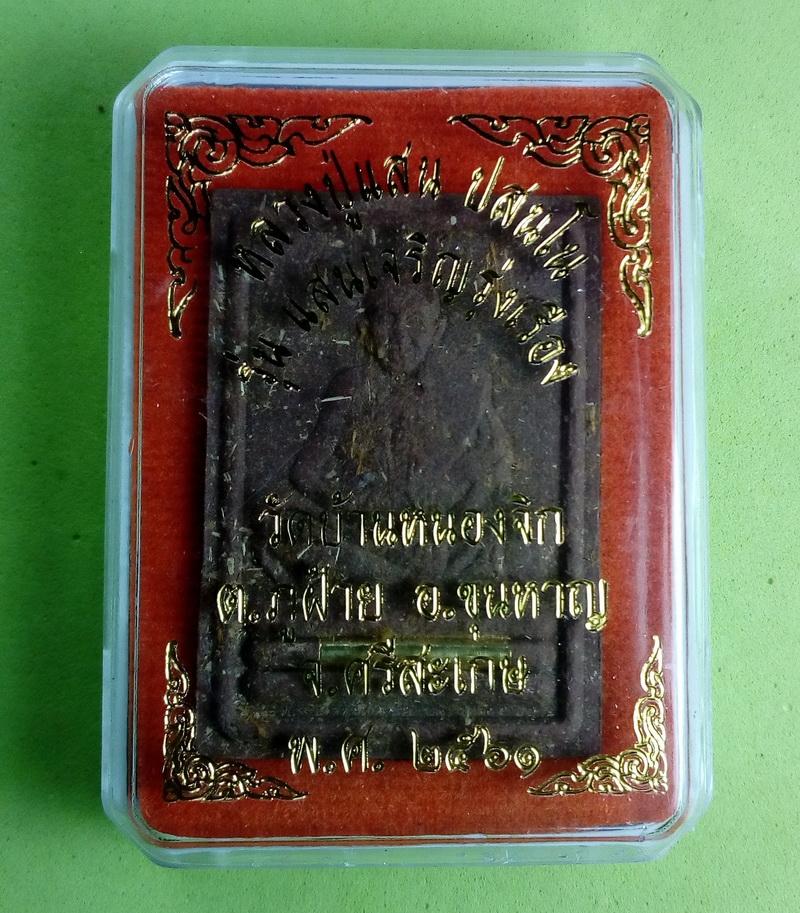 หลวงปู่แสน ปสนฺโน
รุ่น แสนเจริญรุ่งเรือง
วัดบ้านหนองจิก
ต.ภูฝ้าย อ.ขุนหาญ
จ.ศรีสะเกษ
พ.ศ. ๒๕๖๑